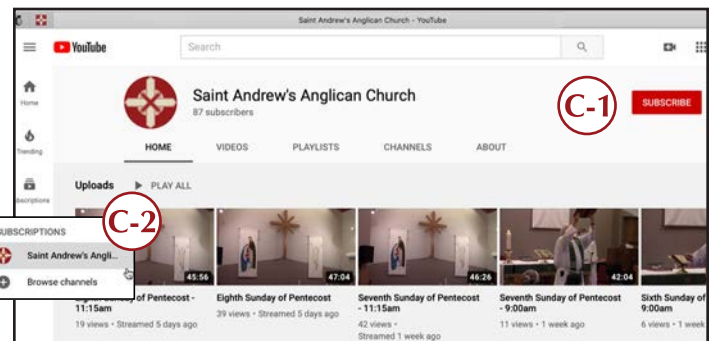 Saint Andrew's Anglican Church - YouTube
YouTube
Search
Home
Trending
Saint Andrew's Anglican Church
87 subscribers
C-1
SUBSCRIBE
HOME VIDEOS PLAYLISTS CHANNELS ABOUT
Uploads PLAY ALL
C-2
SUBSCRIPTIONS
Saint Andrew's Angli...
Browse channels
45:56
47:04
46:26
42:04
of Pentecost -
11:15am
19 views • Streamed 5 days ago
Eighth Sunday of Pentecost
39 views • Streamed 5 days ago
Seventh Sunday of Pentecost
- 11:15am
42 views •
Streamed 1 week ago
Seventh Sunday of Pentecost
- 9:00am
11 views • 1 week ago
Sixth Sunday of
9:00am
6 views • 1 week